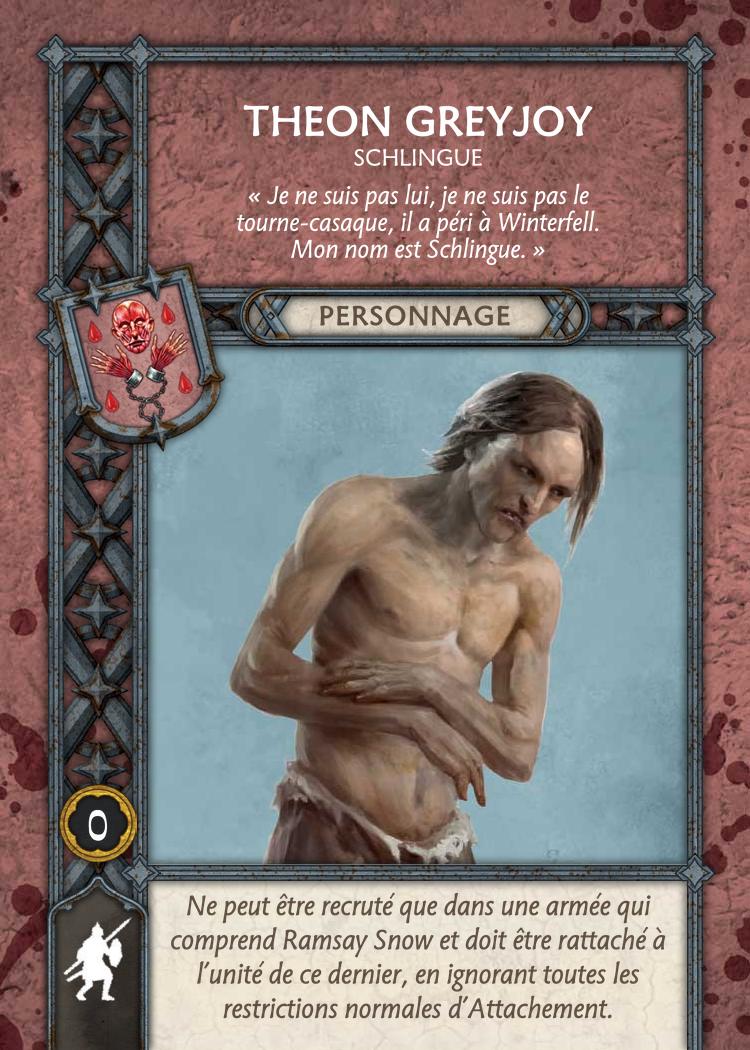 THEON GREYJOY
SCHLINGUE
« Je ne suis pas lui, je ne suis pas le
tourne-casaque, il a péri à Winterfell.
Mon nom est Schlingue. »
PERSONNAGE
0
Ne peut être recruté que dans une armée qui
comprend Ramsay Snow et doit être rattaché à
l'unité de ce dernier, en ignorant toutes les
restrictions normales d'Attachement.